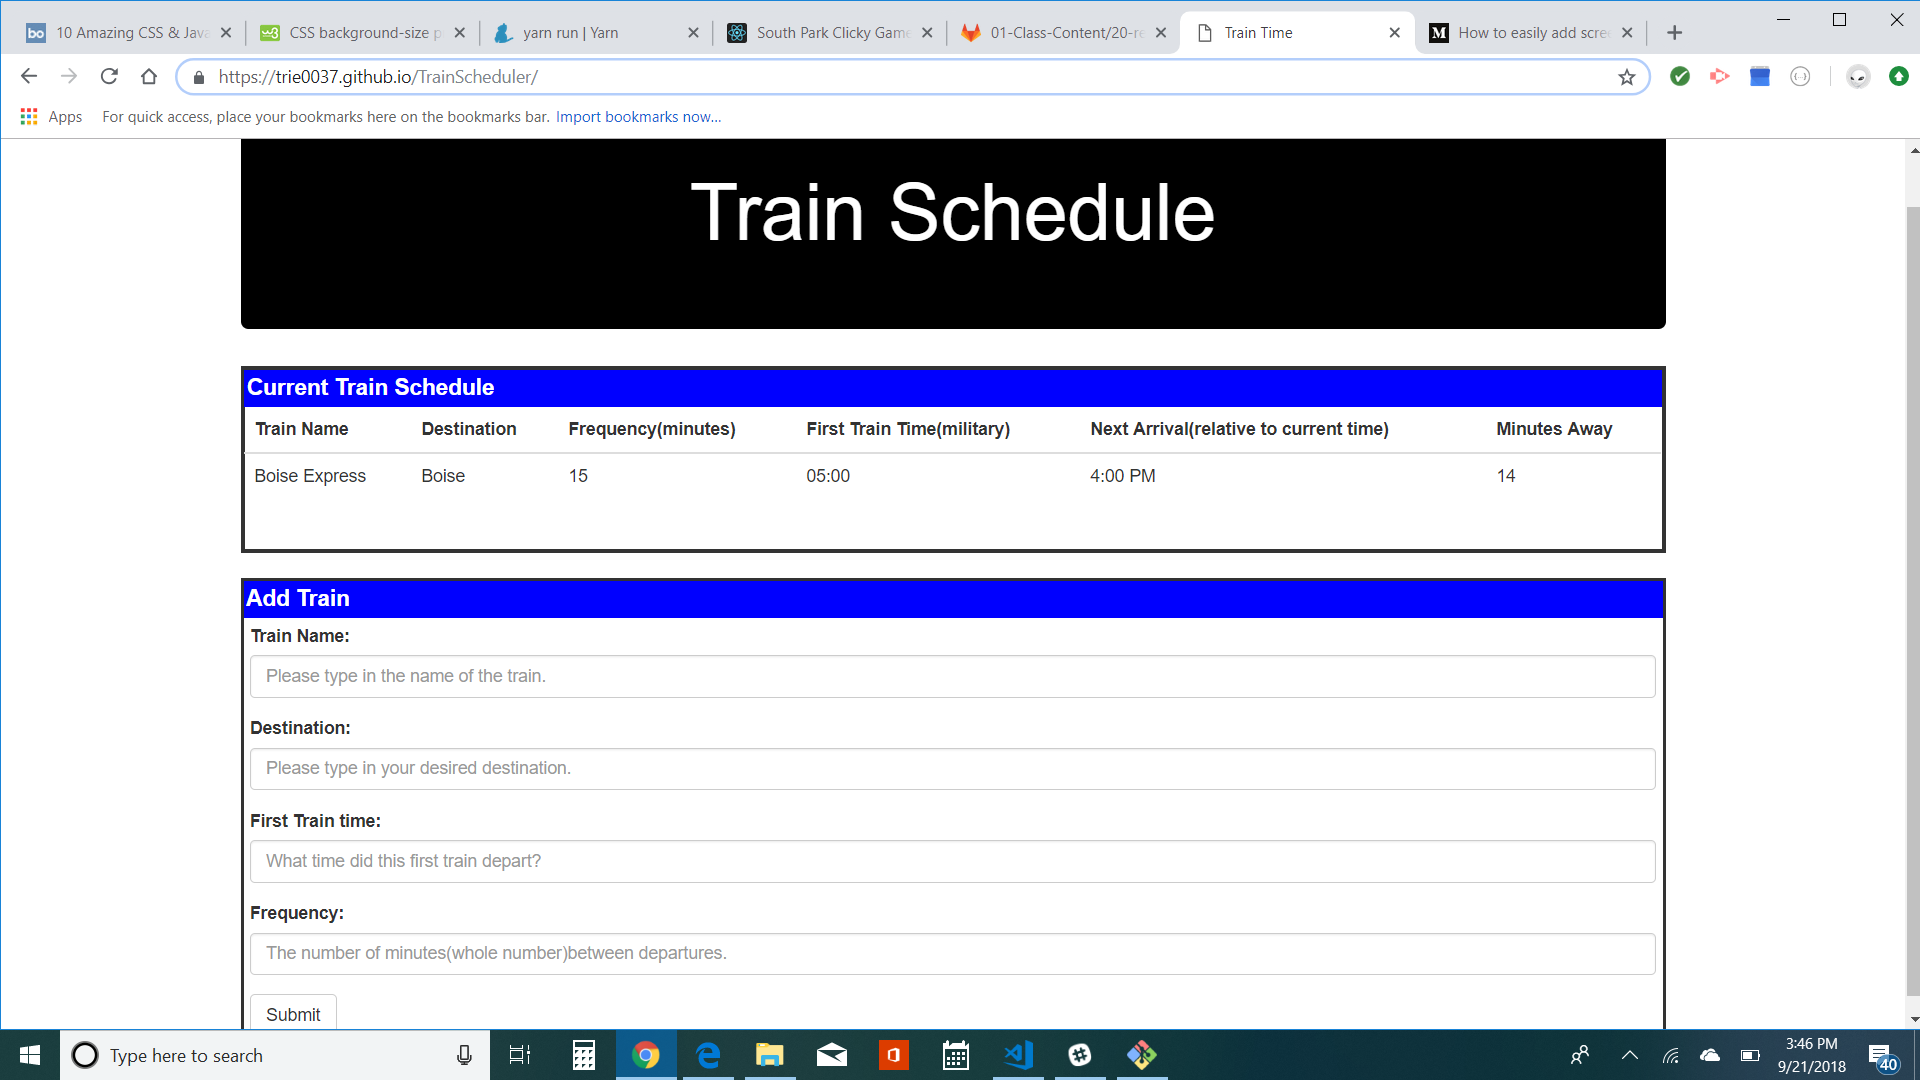 10 Amazing CSS & Java
CSS background-size p
yarn run | Yarn
South Park Clicky Game
01-Class-Content/20-re
Train Time
How to easily add scre
https://trie0037.github.io/TrainScheduler/
Apps
For quick access, place your bookmarks here on the bookmarks bar. Import bookmarks now...
Train Schedule
Current Train Schedule
Train Name Destination Frequency(minutes) First Train Time(military) Next Arrival(relative to current time) Minutes Away
Boise Express Boise 15 05:00 4:00 PM 14
Add Train
Train Name:
Please type in the name of the train.
Destination:
Please type in your desired destination.
First Train time:
What time did this first train depart?
Frequency:
The number of minutes(whole number)between departures.
Submit
Type here to search
3:46 PM
9/21/2018
40